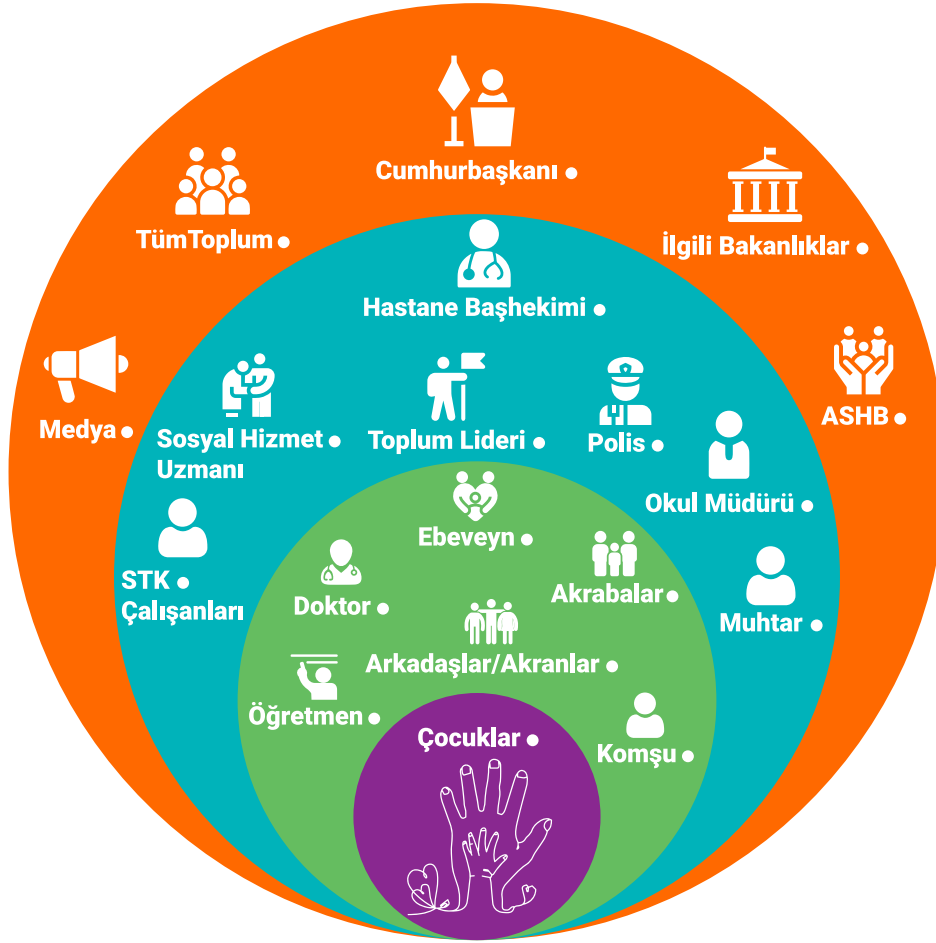 Cumhurbaşkanı
TümToplum
İlgili Bakanlıklar
Hastane Başhekimi
Medya
Sosyal Hizmet
Uzmanı
Toplum Lideri
Polis
ASHB
Okul Müdürü
Ebeveyn
STK
Çalışanları
Doktor
Akrabalar
Muhtar
Arkadaşlar/Akranlar
Öğretmen
Komşu
Çocuklar